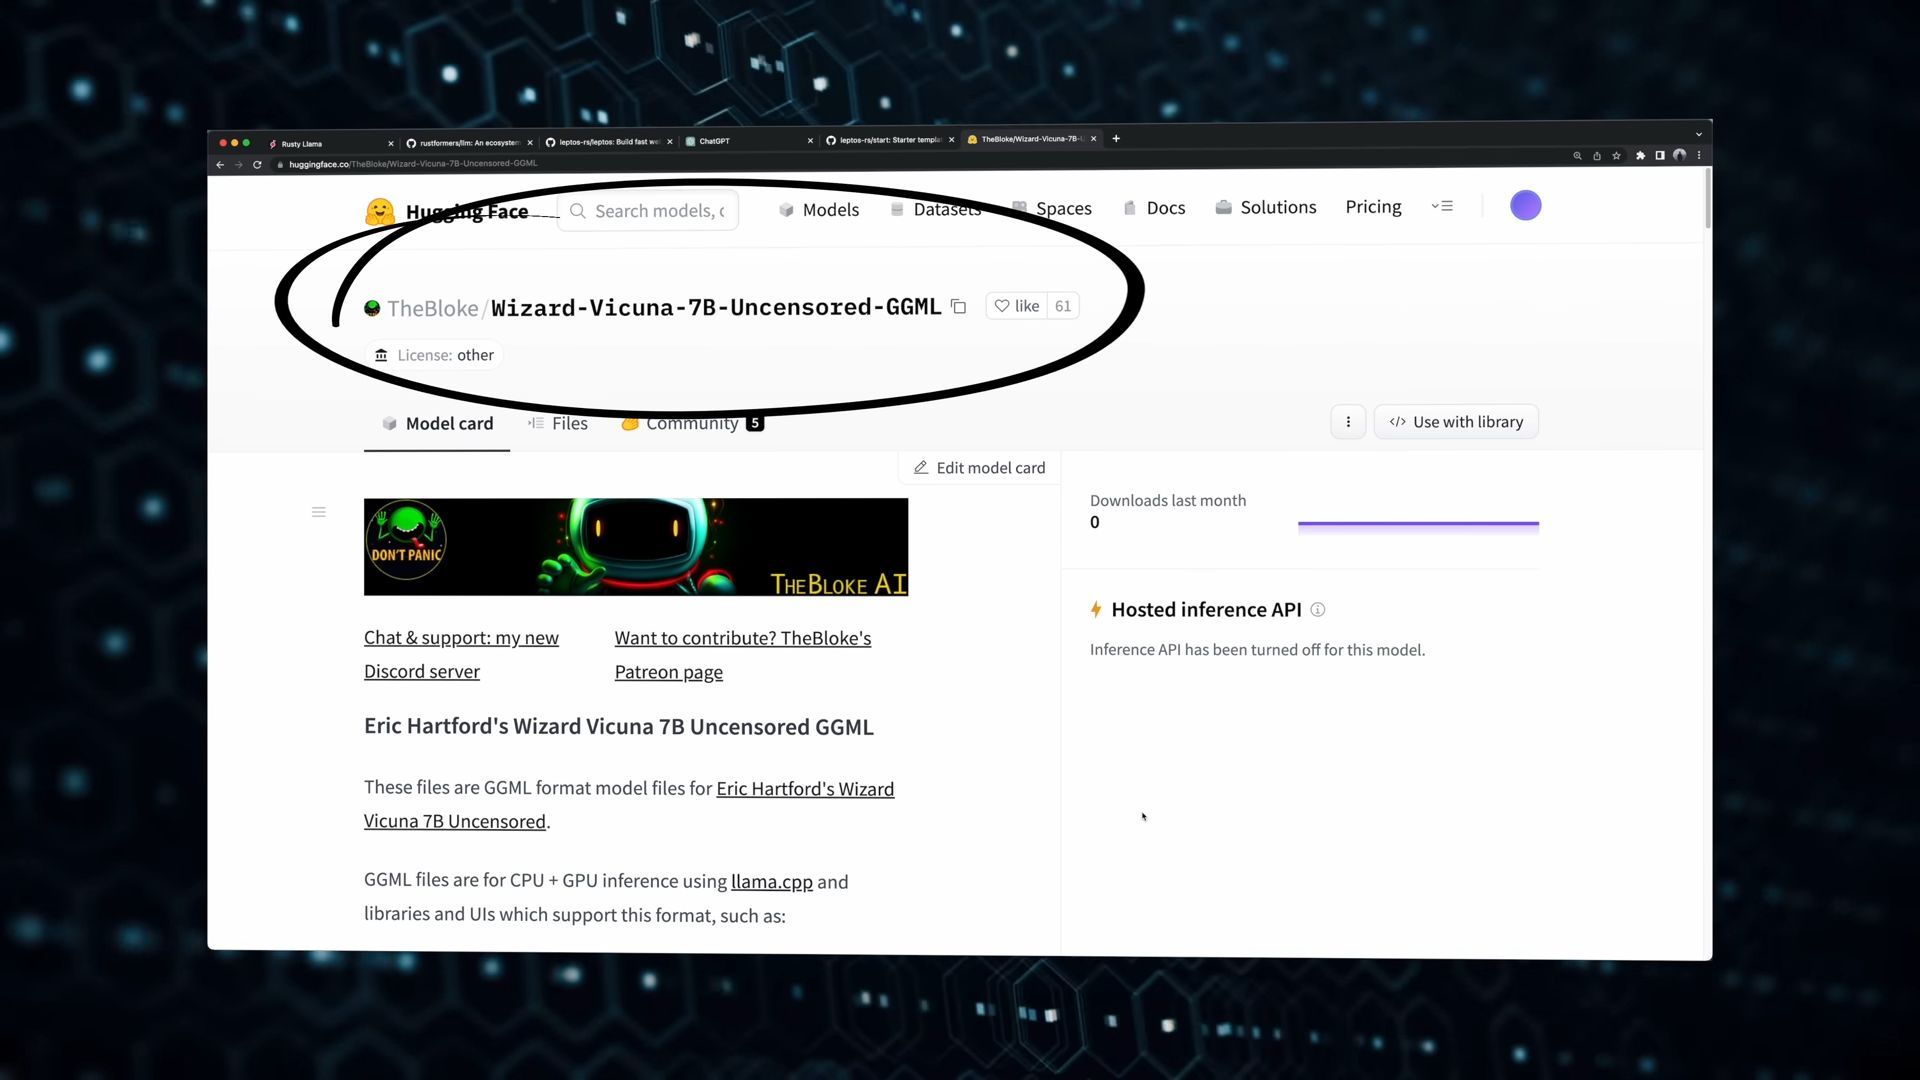 Rusty Llama
rustformers/llm: An ecosystem
leptos-rs/leptos: Build fast we
ChatGPT
leptos-rs/start: Starter templat
TheBloke/Wizard-Vicuna-7B-U
huggingface.co/TheBloke/Wizard-Vicuna-7B-Uncensored-GGML
Hugging Face
Search models, c
Models
Datasets
Spaces
Docs
Solutions
Pricing
TheBloke/Wizard-Vicuna-7B-Uncensored-GGML
like 61
License: other
Model card
Files
Community 5
Use with library
Edit model card
DON'T PANIC
THEBLOKE AI
Chat & support: my new
Discord server
Want to contribute? TheBloke's
Patreon page
Eric Hartford's Wizard Vicuna 7B Uncensored GGML
These files are GGML format model files for Eric Hartford's Wizard
Vicuna 7B Uncensored.
GGML files are for CPU + GPU inference using llama.cpp and
libraries and UIs which support this format, such as:
Downloads last month
0
Hosted inference API
Inference API has been turned off for this model.